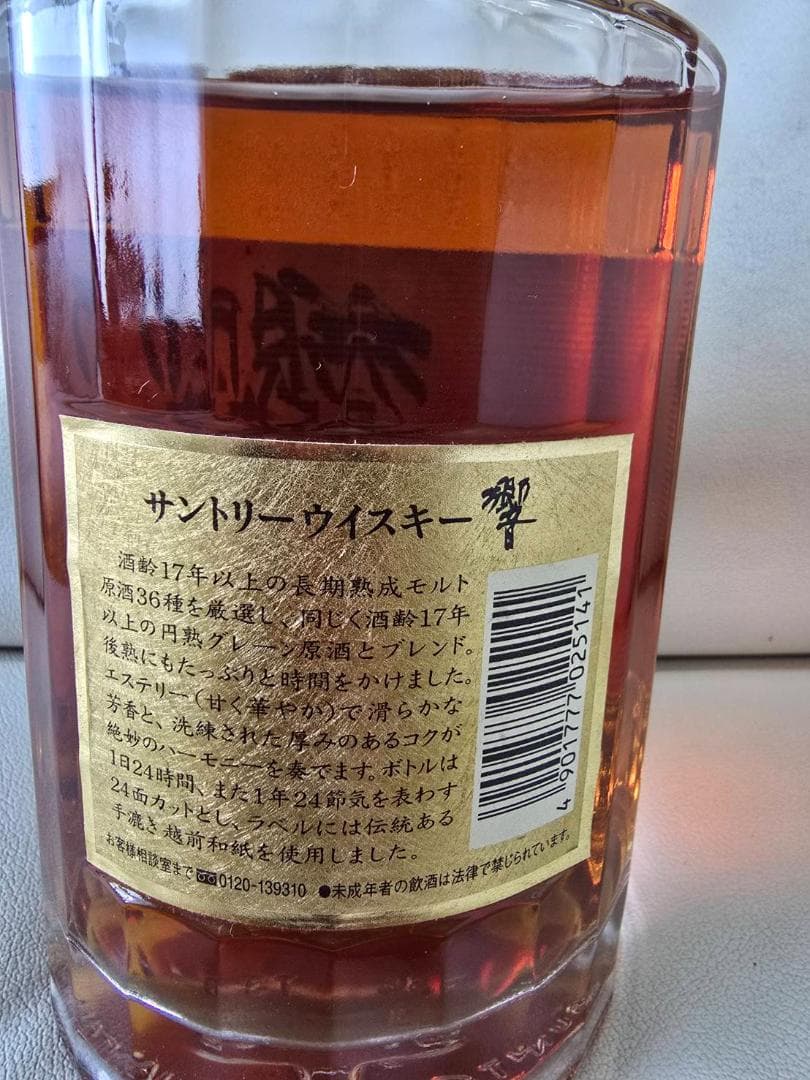 サントリーウイスキー 響
酒齢17年以上の長期熟成モルト
原酒36種を厳選し、同じく酒齢17年
以上の円熟グレーン原酒とブレンド。
後熟にもたっぷりと時間をかけました。
エステリー(甘く華やか)で滑らかな
芳香と、洗練された厚みのあるコクが
絶妙のハーモニーを奏でます。ボトルは
1日24時間、また1年24節気を表わす
24面カットとし、ラベルには伝統ある
手漉き越前和紙を使用しました。
お客様相談室まで 0120-139310 ●未成年者の飲酒は法律で禁じられています。
4 901777 025141